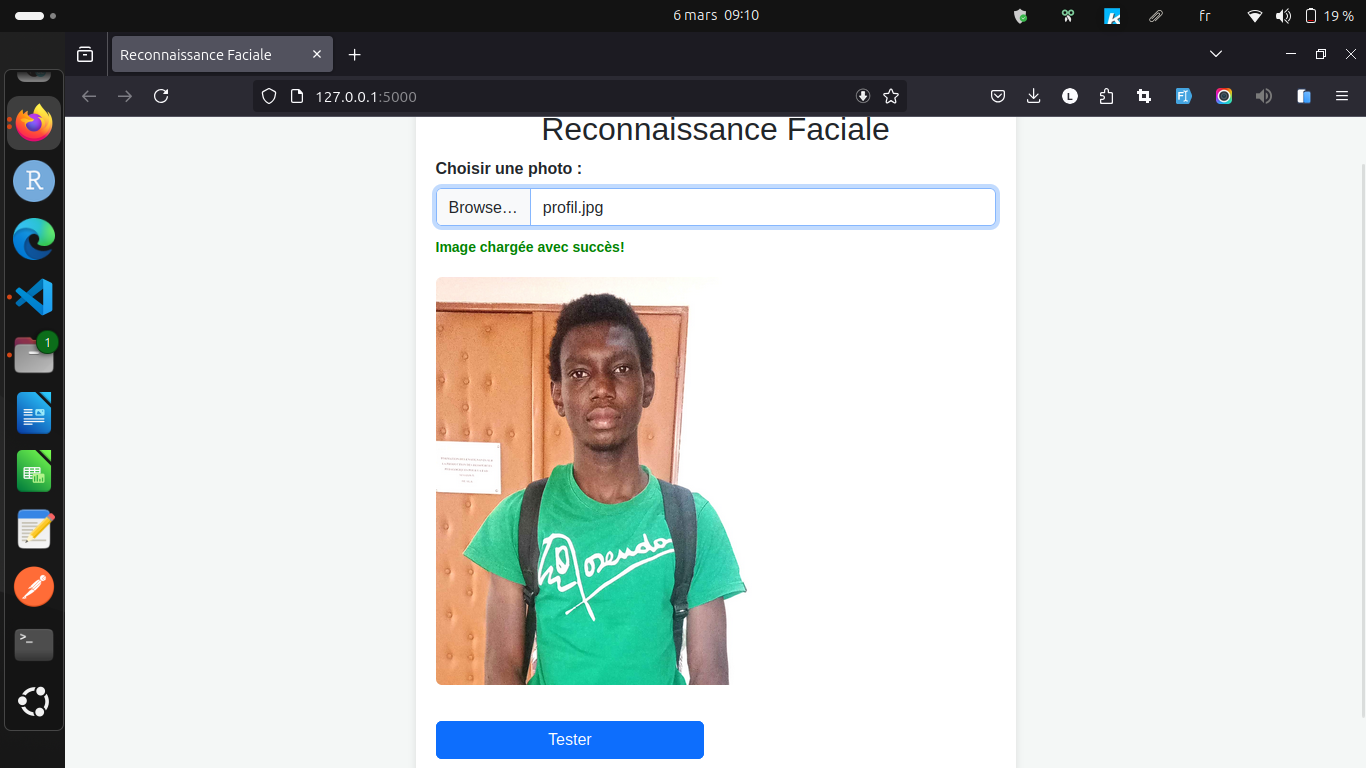 6 mars 09:10
fr
19 %
Reconnaissance Faciale
127.0.0.1:5000
L
R
1
>_
Reconnaissance Faciale
Choisir une photo :
Browse…
profil.jpg
Image chargée avec succès!
Tester